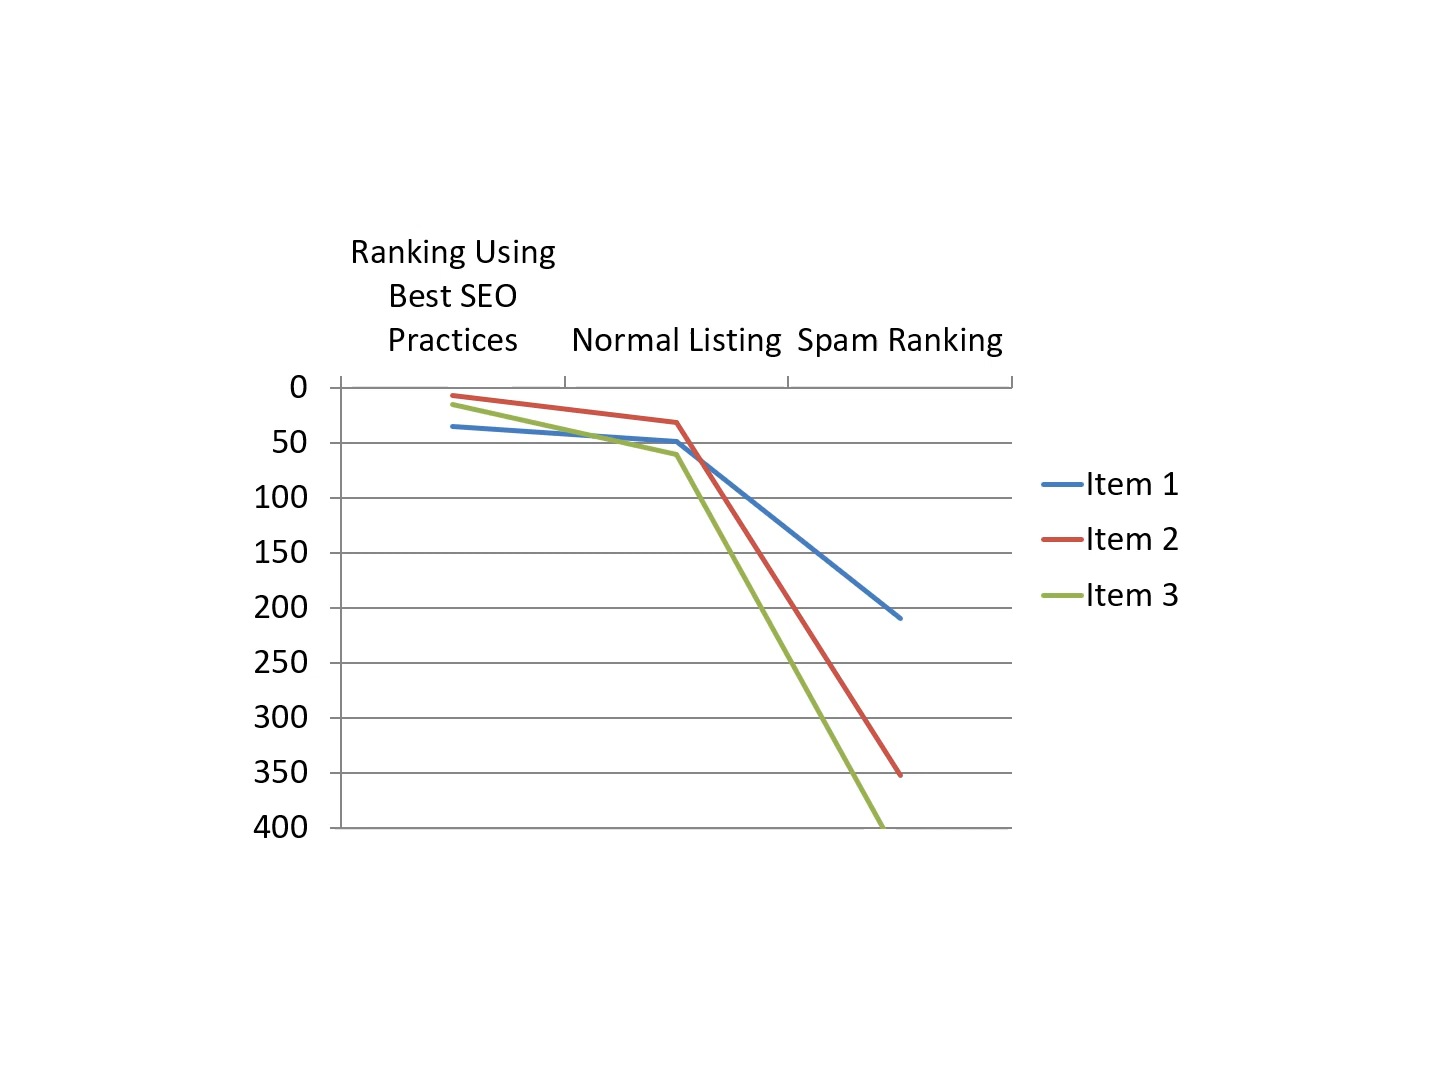 Ranking Using
Best SEO
Practices
Normal Listing
Spam Ranking
0
50
100
150
200
250
300
350
400
Item 1
Item 2
Item 3